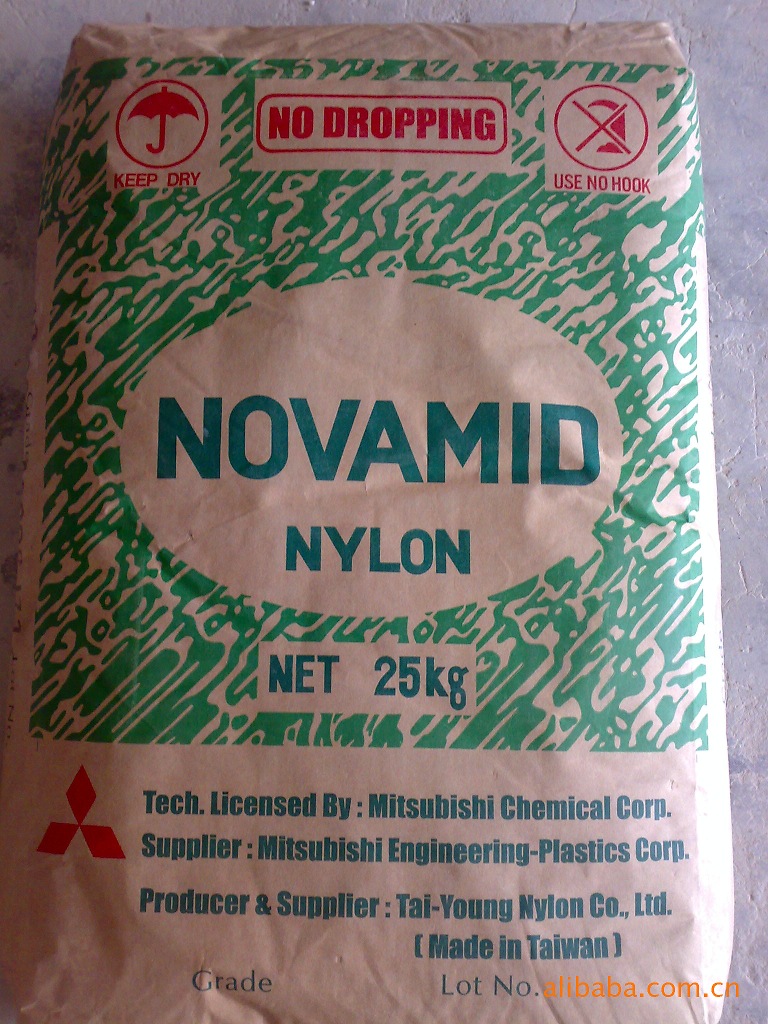 NO DROPPING
KEEP DRY
USE NO HOOK
NOVAMID
NYLON
NET 25kg
Tech. Licensed By : Mitsubishi Chemical Corp.
Supplier : Mitsubishi Engineering-Plastics Corp.
Producer & Supplier : Tai-Young Nylon Co., Ltd.
( Made in Taiwan )
Grade
Lot No.
alibaba.com.cn